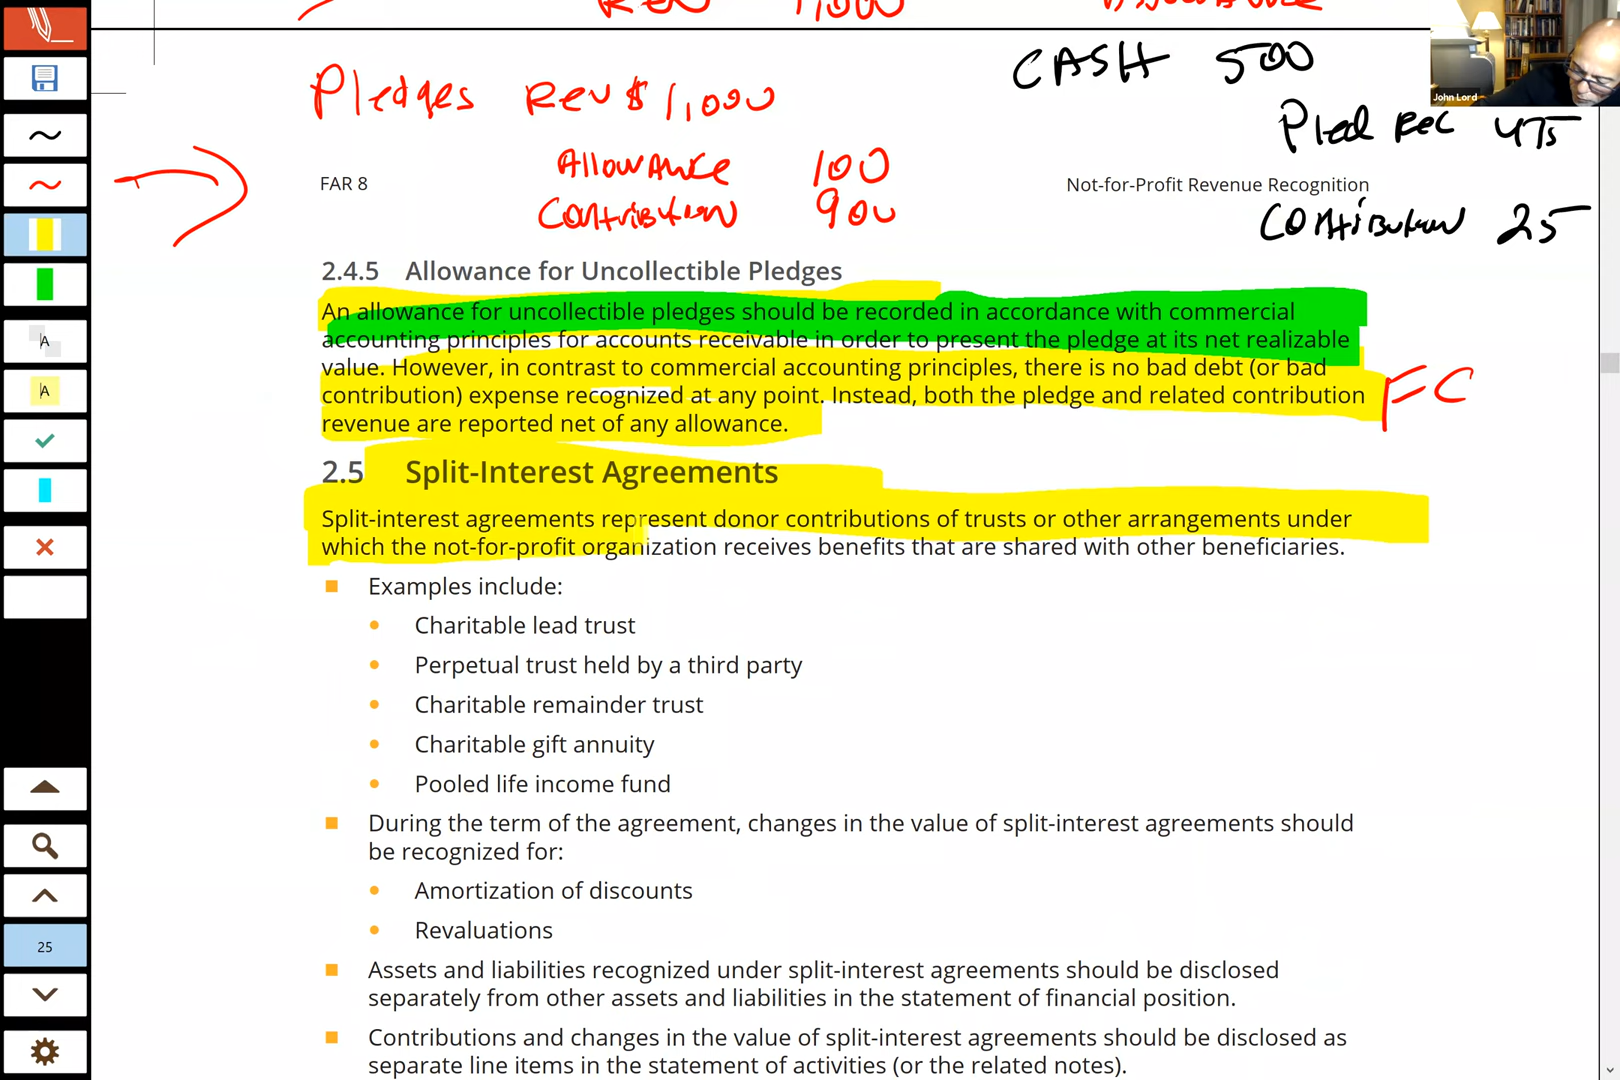 CASH 500
John Lord
Pledges Rev $ 1,000
Pled Rec 475
Allowance 100
FAR 8
Not-for-Profit Revenue Recognition
Contribution 900
Contribution 25
2.4.5 Allowance for Uncollectible Pledges
An allowance for uncollectible pledges should be recorded in accordance with commercial
accounting principles for accounts receivable in order to present the pledge at its net realizable
value. However, in contrast to commercial accounting principles, there is no bad debt (or bad
contribution) expense recognized at any point. Instead, both the pledge and related contribution
revenue are reported net of any allowance.
2.5 Split-Interest Agreements
Split-interest agreements represent donor contributions of trusts or other arrangements under
which the not-for-profit organization receives benefits that are shared with other beneficiaries.
Examples include:
Charitable lead trust
Perpetual trust held by a third party
Charitable remainder trust
Charitable gift annuity
Pooled life income fund
During the term of the agreement, changes in the value of split-interest agreements should
be recognized for:
Amortization of discounts
Revaluations
Assets and liabilities recognized under split-interest agreements should be disclosed
separately from other assets and liabilities in the statement of financial position.
Contributions and changes in the value of split-interest agreements should be disclosed as
separate line items in the statement of activities (or the related notes).
A
A
25